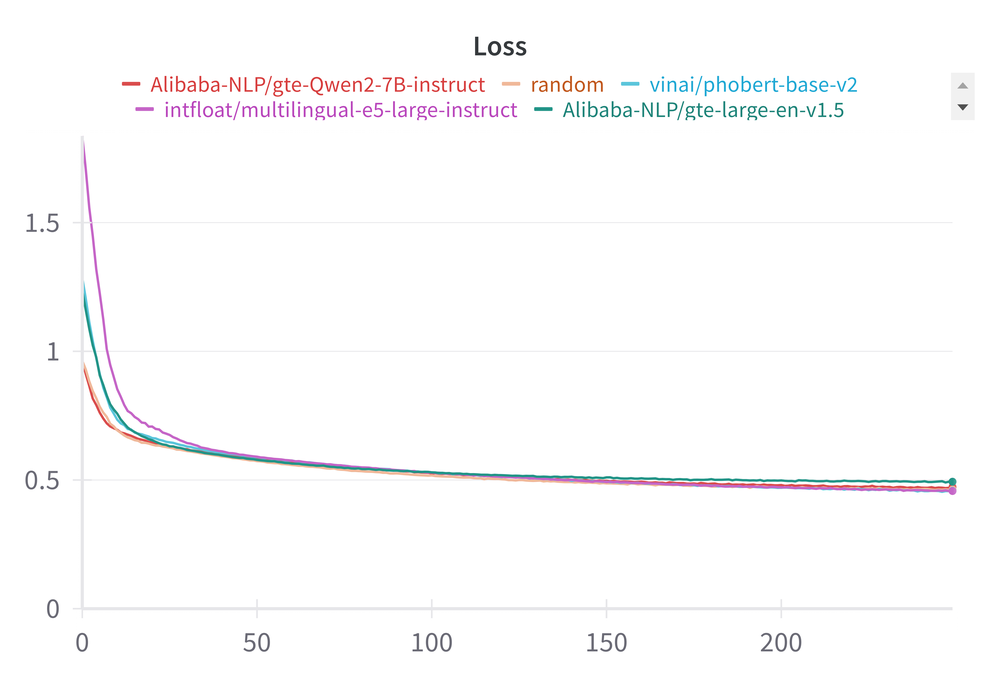 Loss
Alibaba-NLP/gte-Qwen2-7B-instruct random vinai/phobert-base-v2
intfloat/multilingual-e5-large-instruct Alibaba-NLP/gte-large-en-v1.5
1.5
1
0.5
0
0 50 100 150 200